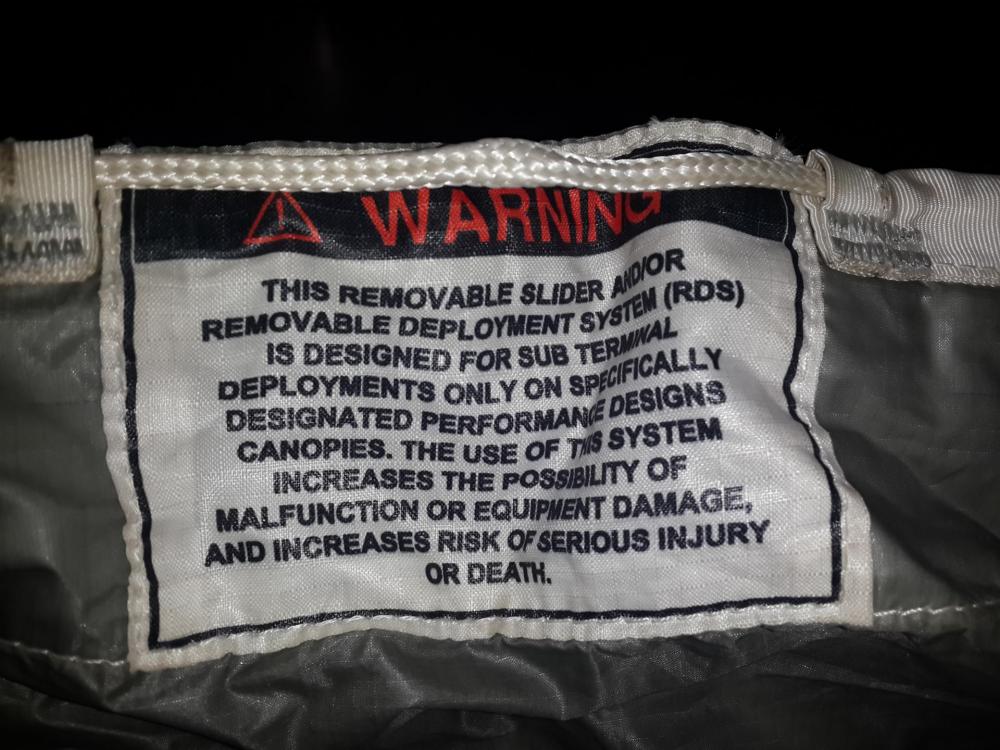 WARNING
THIS REMOVABLE SLIDER AND/OR
REMOVABLE DEPLOYMENT SYSTEM (RDS)
IS DESIGNED FOR SUB TERMINAL
DEPLOYMENTS ONLY ON SPECIFICALLY
DESIGNATED PERFORMANCE DESIGNS
CANOPIES. THE USE OF THIS SYSTEM
INCREASES THE POSSIBILITY OF
MALFUNCTION OR EQUIPMENT DAMAGE,
AND INCREASES RISK OF SERIOUS INJURY
OR DEATH.